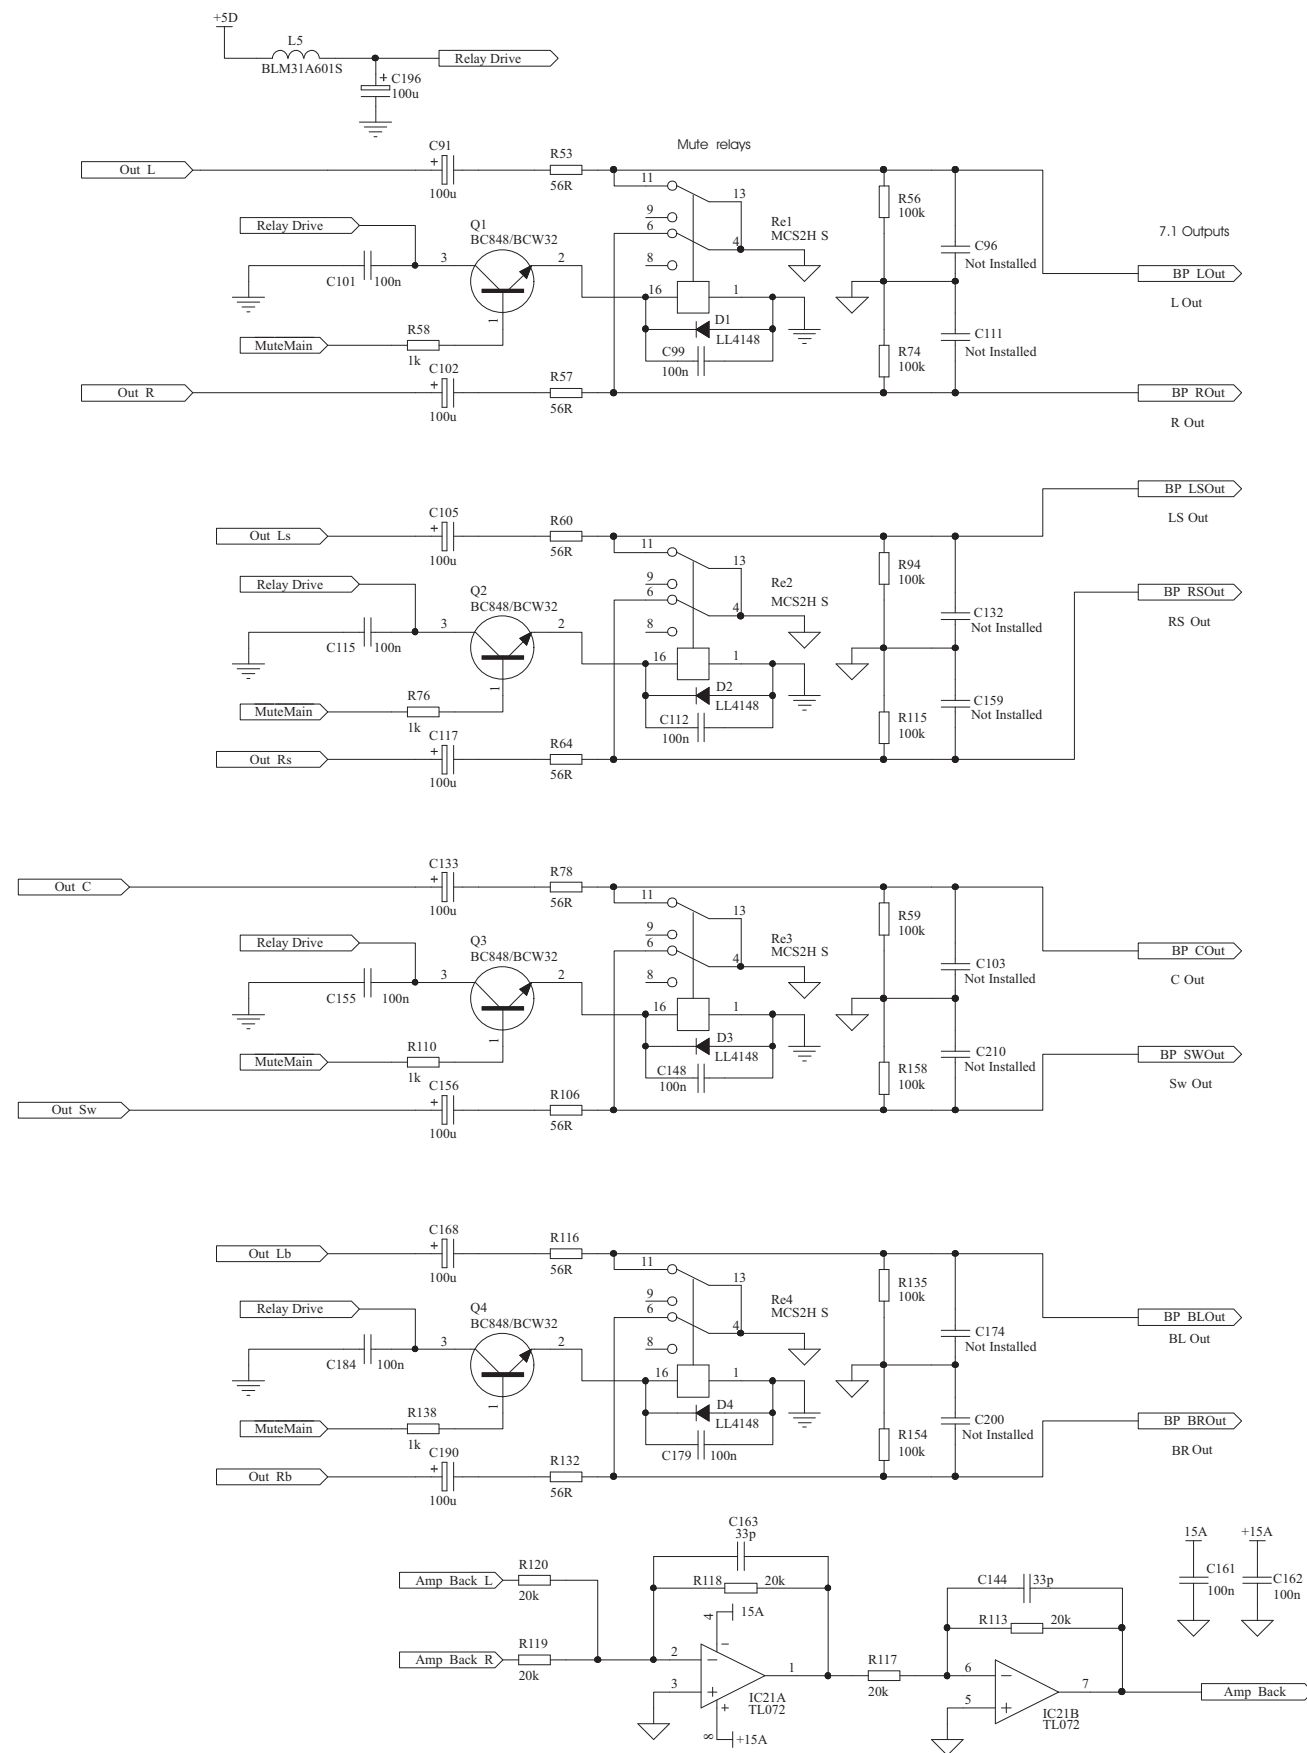 +5D
L5
BLM31A601S
Relay Drive
+ C196
100u
Mute relays
C91
+
100u
R53
56R
Out L
11
13
9
6
4
8
Re1
MCS2H S
R56
100k
C96
Not Installed
7.1 Outputs
BP LOut
L Out
Relay Drive
Q1
BC848/BCW32
3
2
C101
100n
1
16
1
D1
LL4148
C99
100n
C111
Not Installed
MuteMain
R58
1k
R74
100k
C102
+
100u
R57
56R
Out R
BP ROut
R Out
BP LSOut
LS Out
C105
+
100u
R60
56R
Out Ls
11
13
9
6
4
8
Re2
MCS2H S
R94
100k
C132
Not Installed
BP RSOut
RS Out
Relay Drive
Q2
BC848/BCW32
3
2
C115
100n
1
16
1
D2
LL4148
C112
100n
C159
Not Installed
MuteMain
R76
1k
R115
100k
C117
+
100u
R64
56R
Out Rs
C133
+
100u
R78
56R
Out C
11
13
9
6
4
8
Re3
MCS2H S
R59
100k
C103
Not Installed
BP COut
C Out
Relay Drive
Q3
BC848/BCW32
3
2
C155
100n
1
16
1
D3
LL4148
C148
100n
C210
Not Installed
BP SWOut
Sw Out
MuteMain
R110
1k
R158
100k
C156
+
100u
R106
56R
Out Sw
C168
+
100u
R116
56R
Out Lb
11
13
9
6
4
8
Re4
MCS2H S
R135
100k
C174
Not Installed
BP BLOut
BL Out
Relay Drive
Q4
BC848/BCW32
3
2
C184
100n
1
16
1
D4
LL4148
C179
100n
C200
Not Installed
BP BROut
BR Out
MuteMain
R138
1k
R154
100k
C190
+
100u
R132
56R
Out Rb
C163
33p
R118
20k
Amp Back L
R120
20k
Amp Back R
R119
20k
4
15A
2
3
1
IC21A
TL072
8
+15A
R117
20k
C144
33p
R113
20k
6
5
7
IC21B
TL072
Amp Back
15A
C161
100n
+15A
C162
100n